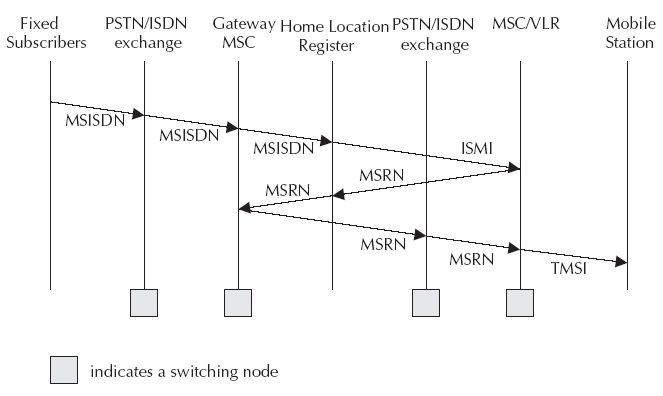 Fixed
Subscribers
PSTN/ISDN
exchange
Gateway
MSC
Home Location
Register
PSTN/ISDN
exchange
MSC/VLR
Mobile
Station
MSISDN
MSISDN
MSISDN
ISMI
MSRN
MSRN
MSRN
MSRN
TMSI
indicates a switching node